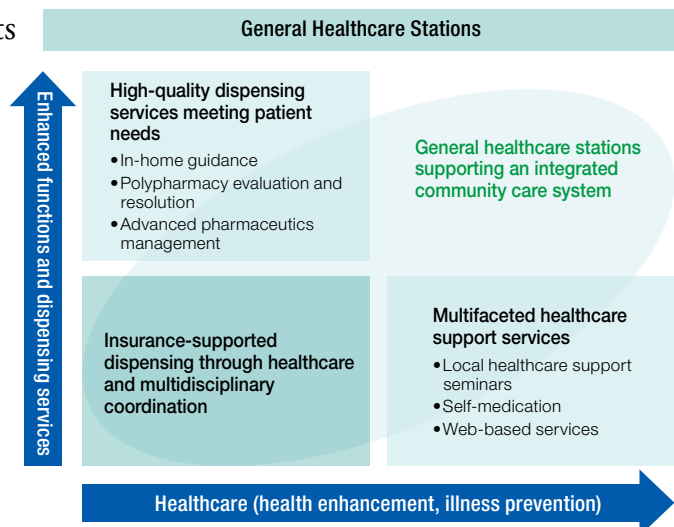 General Healthcare Stations
Enhanced functions and dispensing services
High-quality dispensing
services meeting patient
needs
•In-home guidance
•Polypharmacy evaluation and
resolution
•Advanced pharmaceutics
management
General healthcare stations
supporting an integrated
community care system
Insurance-supported
dispensing through healthcare
and multidisciplinary
coordination
Multifaceted healthcare
support services
•Local healthcare support
seminars
•Self-medication
•Web-based services
Healthcare (health enhancement, illness prevention)